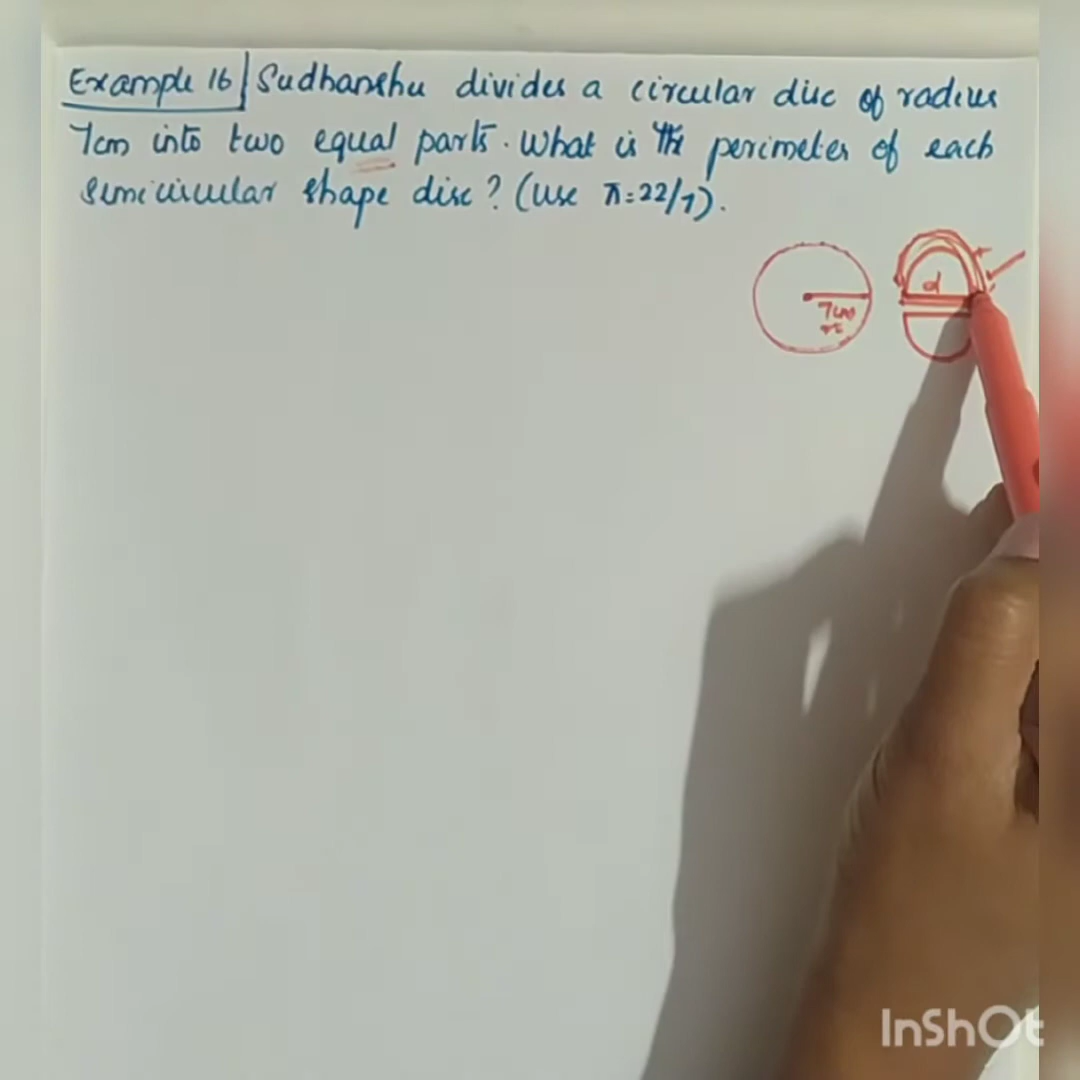 Example 16 Sudhanshu divides a circular disc of radius
7cm into two equal parts. What is the perimeter of each
semicircular shape disc? (Use π=22/7).
d
7cm
InShOt